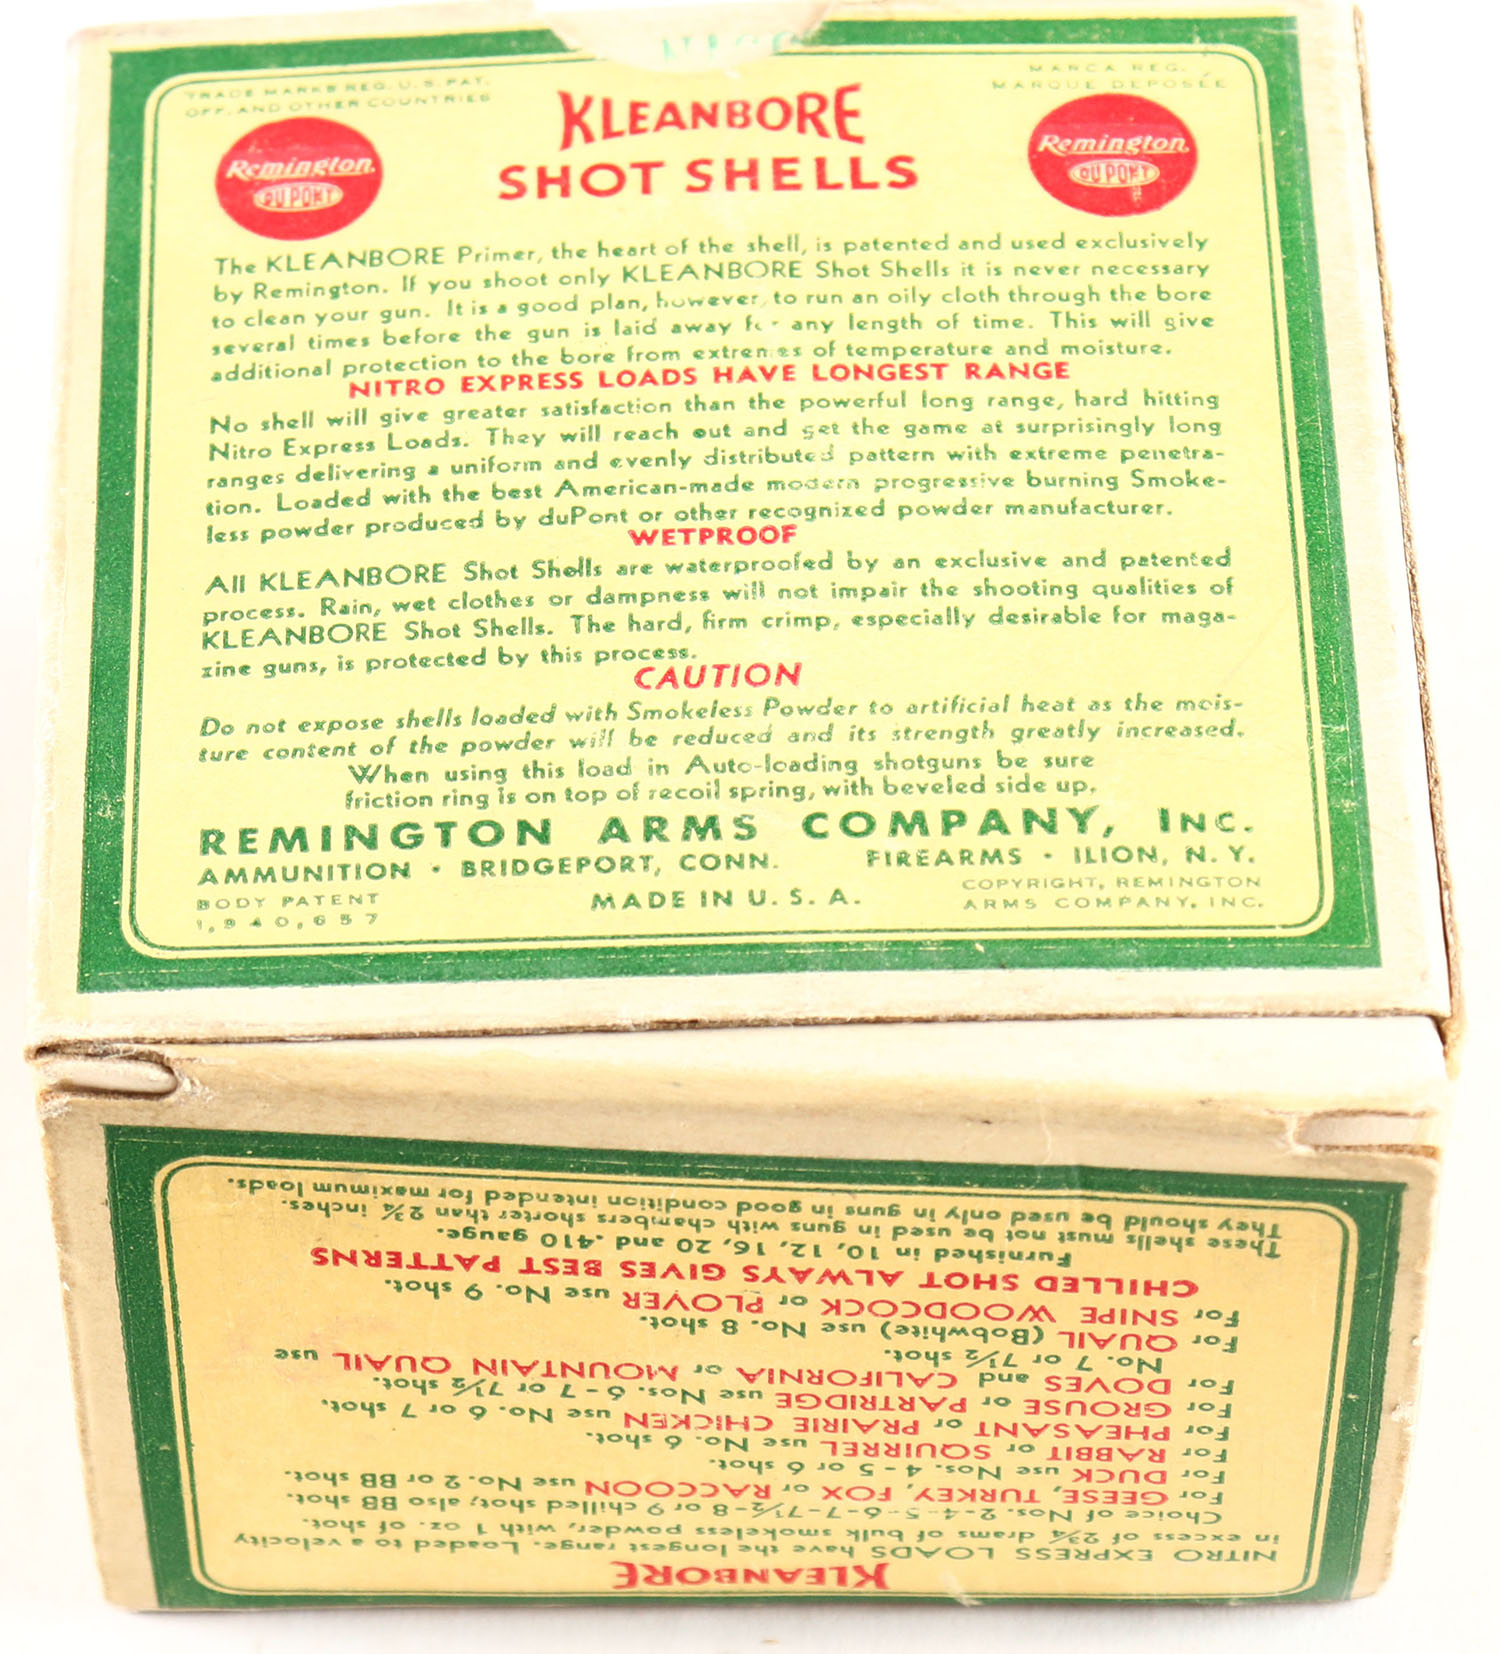 TRADE MARKS REG. U.S. PAT.
OFF. AND OTHER COUNTRIES
MARCA REG.
MARQUE DEPOSÉE
KLEANBORE
SHOT SHELLS
Remington
DU PONT
Remington
DU PONT
The KLEANBORE Primer, the heart of the shell, is patented and used exclusively
by Remington. If you shoot only KLEANBORE Shot Shells it is never necessary
to clean your gun. It is a good plan, however, to run an oily cloth through the bore
several times before the gun is laid away for any length of time. This will give
additional protection to the bore from extremes of temperature and moisture.
NITRO EXPRESS LOADS HAVE LONGEST RANGE
No shell will give greater satisfaction than the powerful long range, hard hitting
Nitro Express Loads. They will reach out and get the game at surprisingly long
ranges delivering a uniform and evenly distributed pattern with extreme penetra-
tion. Loaded with the best American-made modern progressive burning Smoke-
less powder produced by duPont or other recognized powder manufacturer.
WETPROOF
All KLEANBORE Shot Shells are waterproofed by an exclusive and patented
process. Rain, wet clothes or dampness will not impair the shooting qualities of
KLEANBORE Shot Shells. The hard, firm crimp, especially desirable for maga-
zine guns, is protected by this process.
CAUTION
Do not expose shells loaded with Smokeless Powder to artificial heat as the mois-
ture content of the powder will be reduced and its strength greatly increased.
When using this load in Auto-loading shotguns be sure
friction ring is on top of recoil spring, with beveled side up.
REMINGTON ARMS COMPANY, INC.
AMMUNITION · BRIDGEPORT, CONN. FIREARMS · ILION, N. Y.
BODY PATENT
1,940,657
MADE IN U. S. A.
COPYRIGHT, REMINGTON
ARMS COMPANY, INC.
KLEANBORE
NITRO EXPRESS LOADS have the longest range. Loaded to a velocity
in excess of 2¾ drams of bulk smokeless powder, with 1 oz. of shot.
Choice of Nos. 2-4-5-6-7-7½-8 or 9 chilled shot; also BB shot.
For GEESE, TURKEY, FOX or RACCOON use No. 2 or BB shot.
For DUCK use Nos. 4-5 or 6 shot.
For RABBIT or SQUIRREL use No. 6 shot.
For PHEASANT or PRAIRIE CHICKEN use No. 6 or 7 shot.
For GROUSE or PARTRIDGE use Nos. 6-7 or 7½ shot.
For DOVES and CALIFORNIA or MOUNTAIN QUAIL use
No. 7 or 7½ shot.
For QUAIL (Bobwhite) use No. 8 shot.
For SNIPE WOODCOCK or PLOVER use No. 9 shot.
CHILLED SHOT ALWAYS GIVES BEST PATTERNS
Furnished in 10, 12, 16, 20 and .410 gauge.
These shells must not be used in guns with chambers shorter than 2¾ inches.
They should be used only in guns in good condition intended for maximum loads.